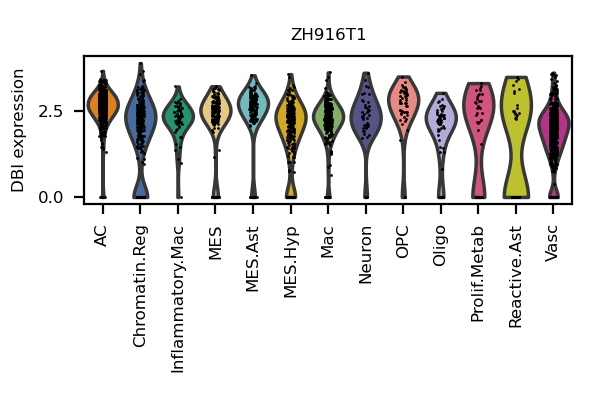 ZH916T1
DBI expression
2.5
0.0
AC
Chromatin.Reg
Inflammatory.Mac
MES
MES.Ast
MES.Hyp
Mac
Neuron
OPC
Oligo
Prolif.Metab
Reactive.Ast
Vasc